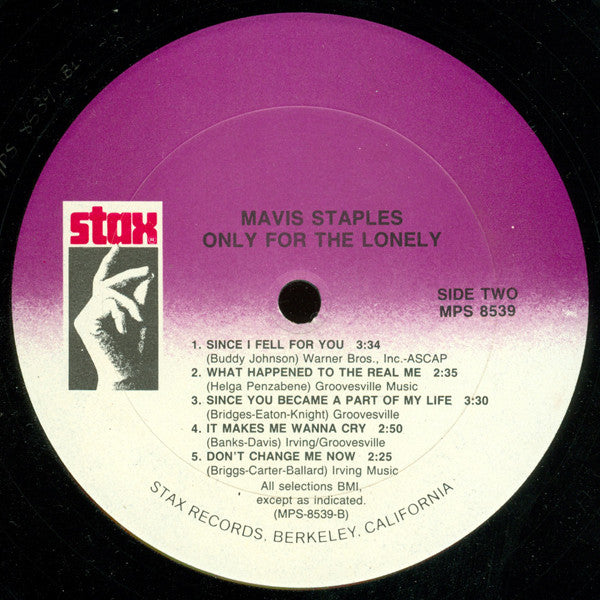 stax
MAVIS STAPLES
ONLY FOR THE LONELY
SIDE TWO
MPS 8539
1. SINCE I FELL FOR YOU 3:34
(Buddy Johnson) Warner Bros., Inc.-ASCAP
2. WHAT HAPPENED TO THE REAL ME 2:35
(Helga Penzabene) Groovesville Music
3. SINCE YOU BECAME A PART OF MY LIFE 3:30
(Bridges-Eaton-Knight) Groovesville
4. IT MAKES ME WANNA CRY 2:50
(Banks-Davis) Irving/Groovesville
5. DON'T CHANGE ME NOW 2:25
(Briggs-Carter-Ballard) Irving Music
All selections BMI,
except as indicated.
(MPS-8539-B)
STAX RECORDS, BERKELEY, CALIFORNIA